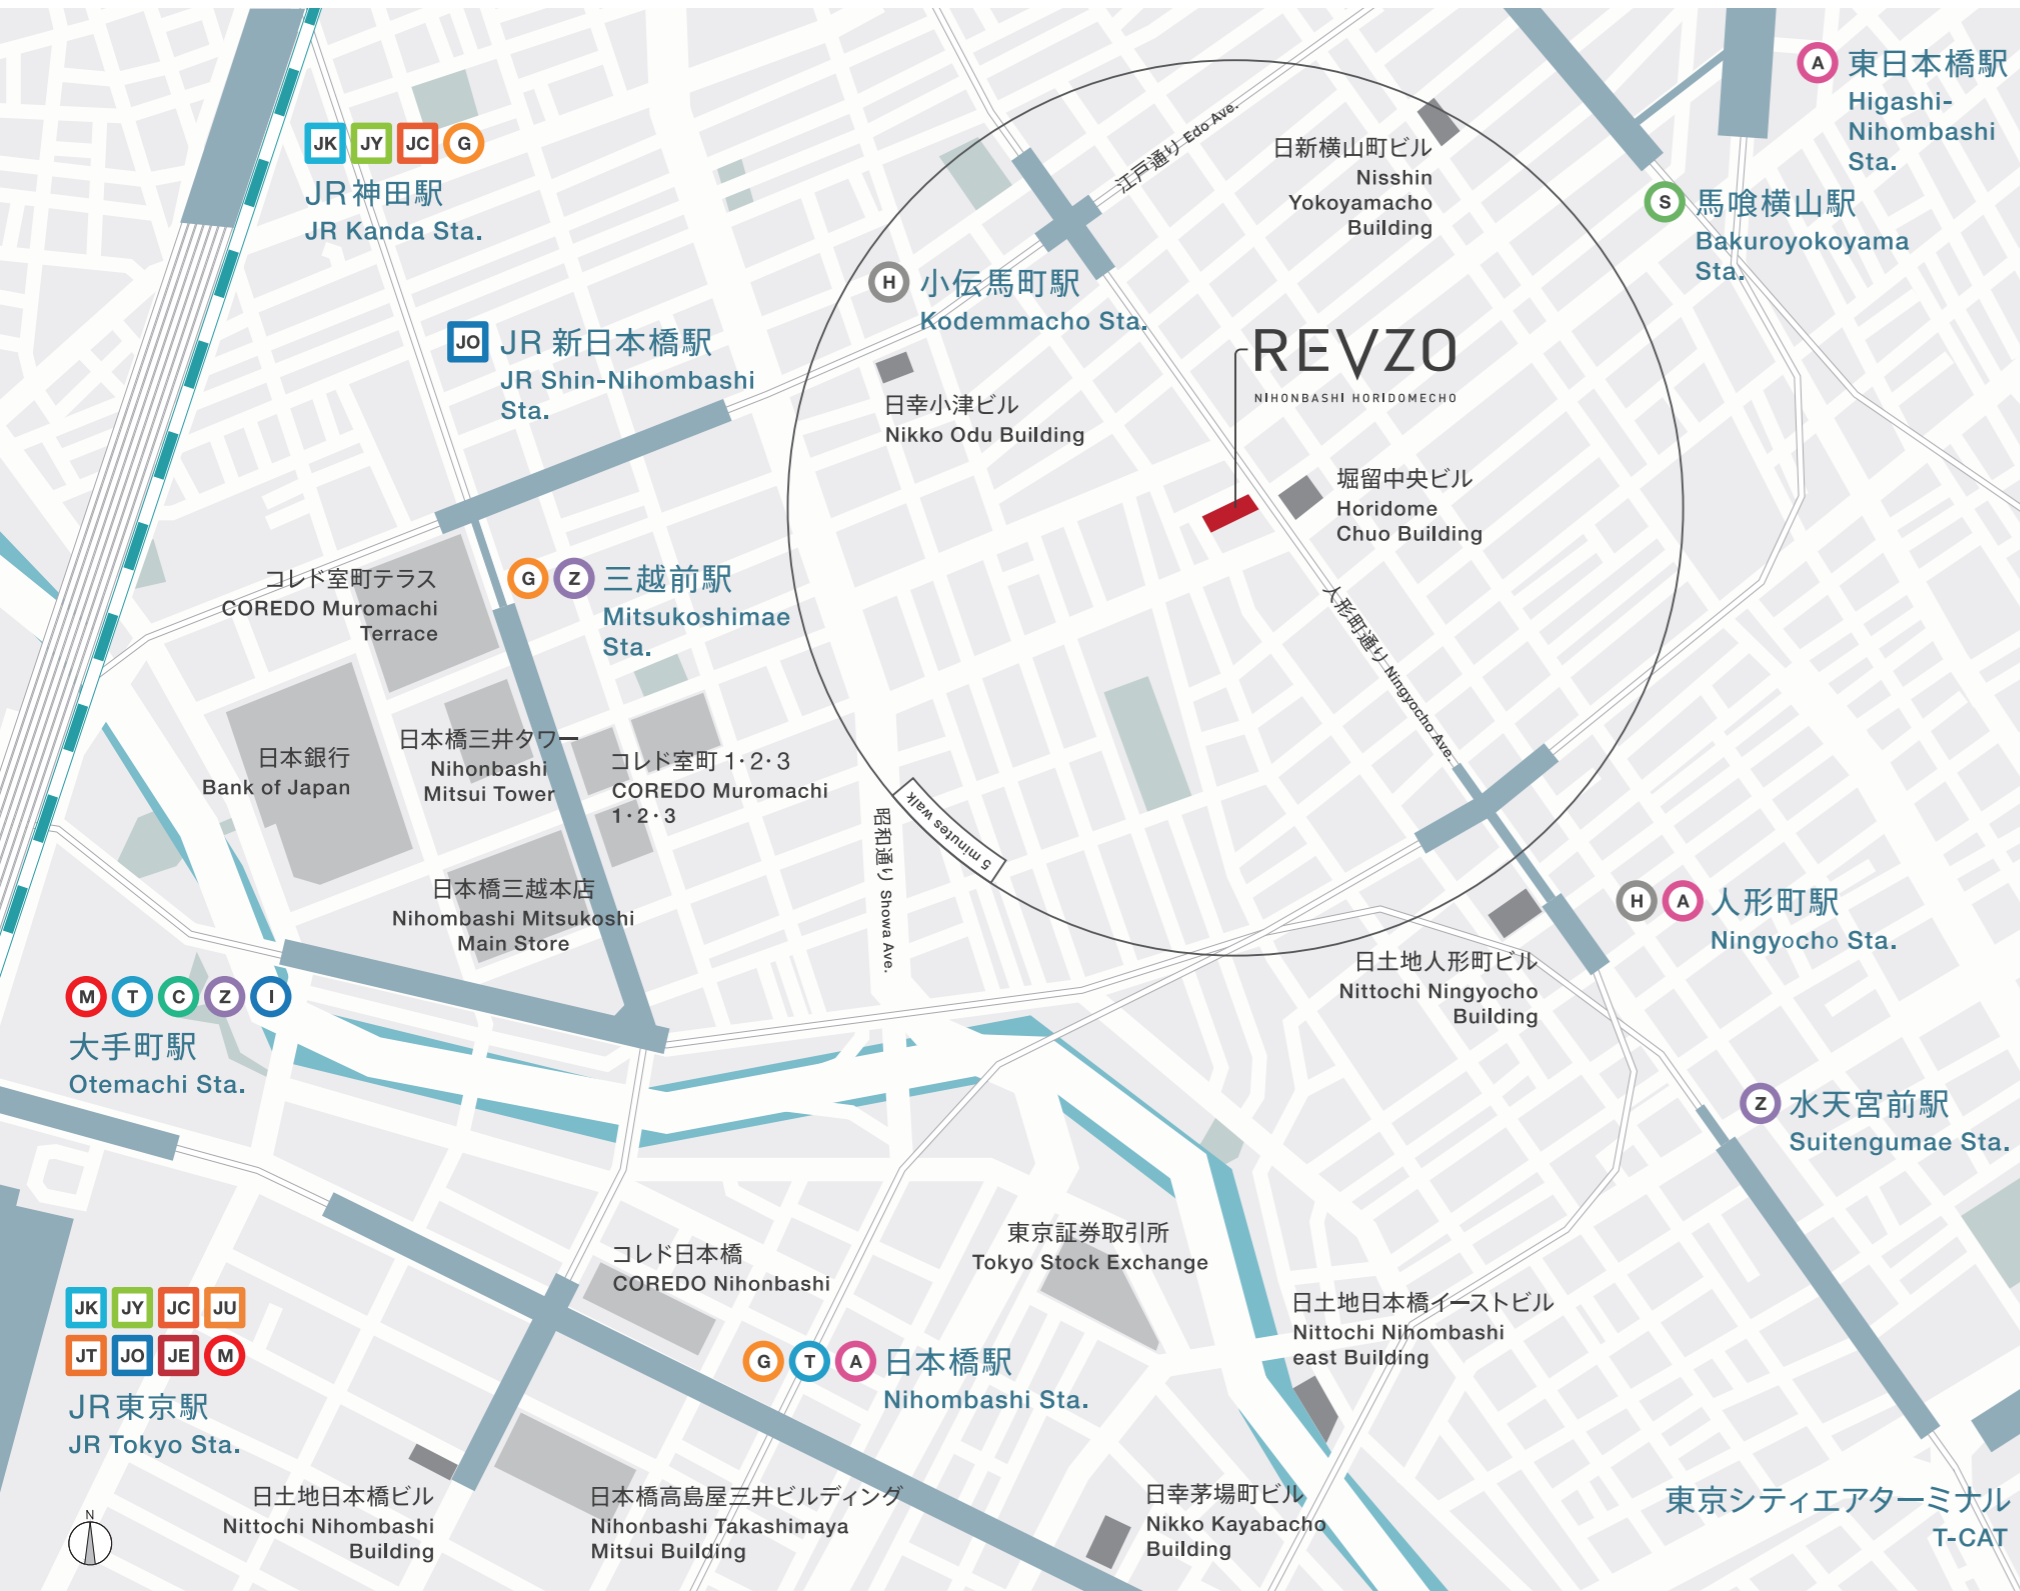 A 東日本橋駅
Higashi-
Nihombashi
Sta.
JK JY JC G
JR神田駅
JR Kanda Sta.
江戸通り Edo Ave.
日新横山町ビル
Nisshin
Yokoyamacho
Building
S 馬喰横山駅
Bakuroyokoyama
Sta.
H 小伝馬町駅
Kodemmacho Sta.
JO JR 新日本橋駅
JR Shin-Nihombashi
Sta.
REVZO
NIHONBASHI HORIDOMECHO
日幸小津ビル
Nikko Odu Building
堀留中央ビル
Horidome
Chuo Building
コレド室町テラス
COREDO Muromachi
Terrace
G Z 三越前駅
Mitsukoshimae
Sta.
人形町通り Ningyocho Ave.
日本銀行
Bank of Japan
日本橋三井タワー
Nihonbashi
Mitsui Tower
コレド室町 1・2・3
COREDO Muromachi
1・2・3
5 minutes walk
昭和通り Showa Ave.
日本橋三越本店
Nihombashi Mitsukoshi
Main Store
H A 人形町駅
Ningyocho Sta.
日土地人形町ビル
Nittochi Ningyocho
Building
M T C Z I
大手町駅
Otemachi Sta.
Z 水天宮前駅
Suitengumae Sta.
コレド日本橋
COREDO Nihonbashi
東京証券取引所
Tokyo Stock Exchange
JK JY JC JU
JT JO JE M
JR東京駅
JR Tokyo Sta.
日土地日本橋イーストビル
Nittochi Nihombashi
east Building
G T A 日本橋駅
Nihombashi Sta.
N
日土地日本橋ビル
Nittochi Nihombashi
Building
日本橋高島屋三井ビルディング
Nihonbashi Takashimaya
Mitsui Building
日幸茅場町ビル
Nikko Kayabacho
Building
東京シティエアターミナル
T-CAT